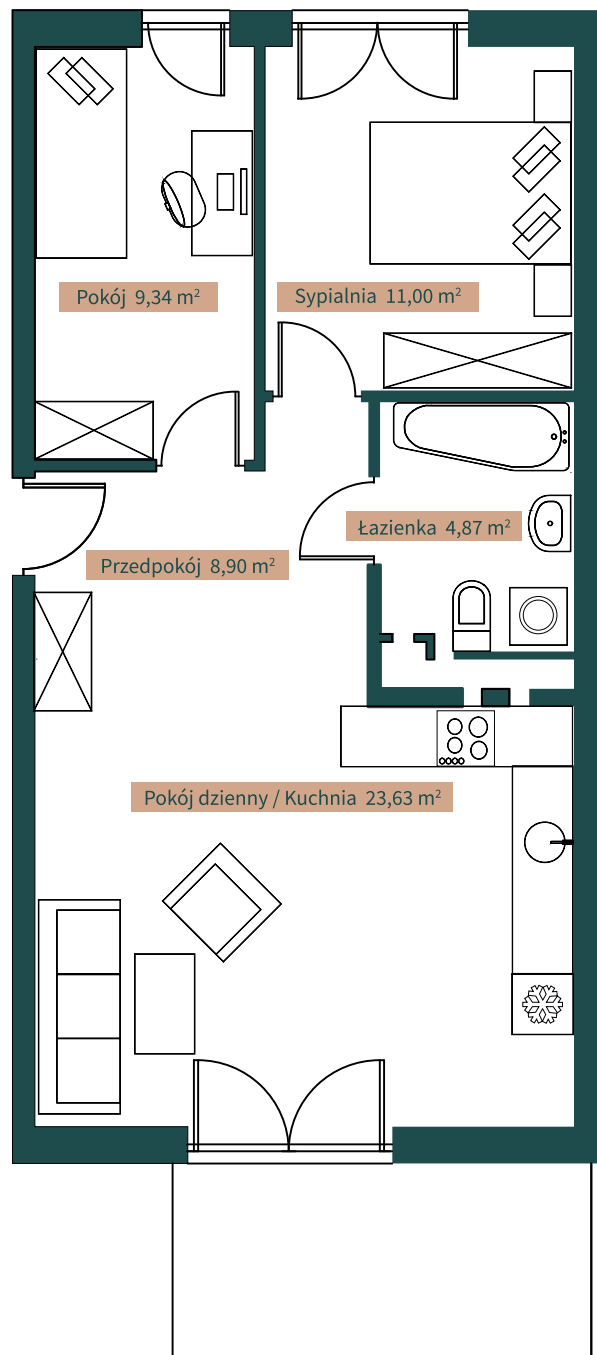 Pokój 9,34 m²
Sypialnia 11,00 m²
Łazienka 4,87 m²
Przedpokój 8,90 m²
Pokój dzienny / Kuchnia 23,63 m²